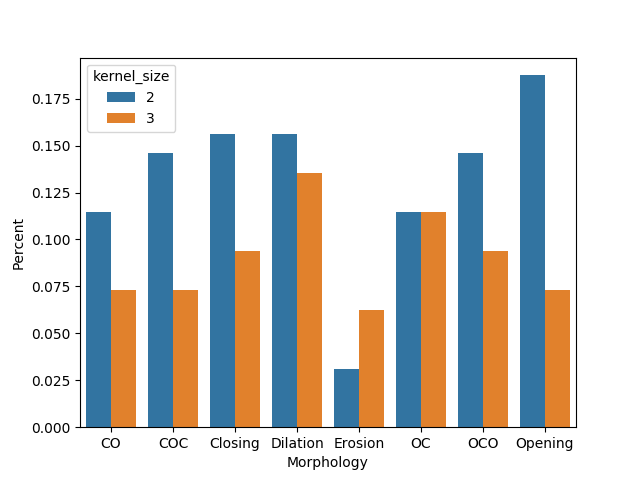 kernel_size
2
3
0.175
0.150
0.125
0.100
0.075
0.050
0.025
0.000
Percent
CO COC Closing Dilation Erosion OC OCO Opening
Morphology